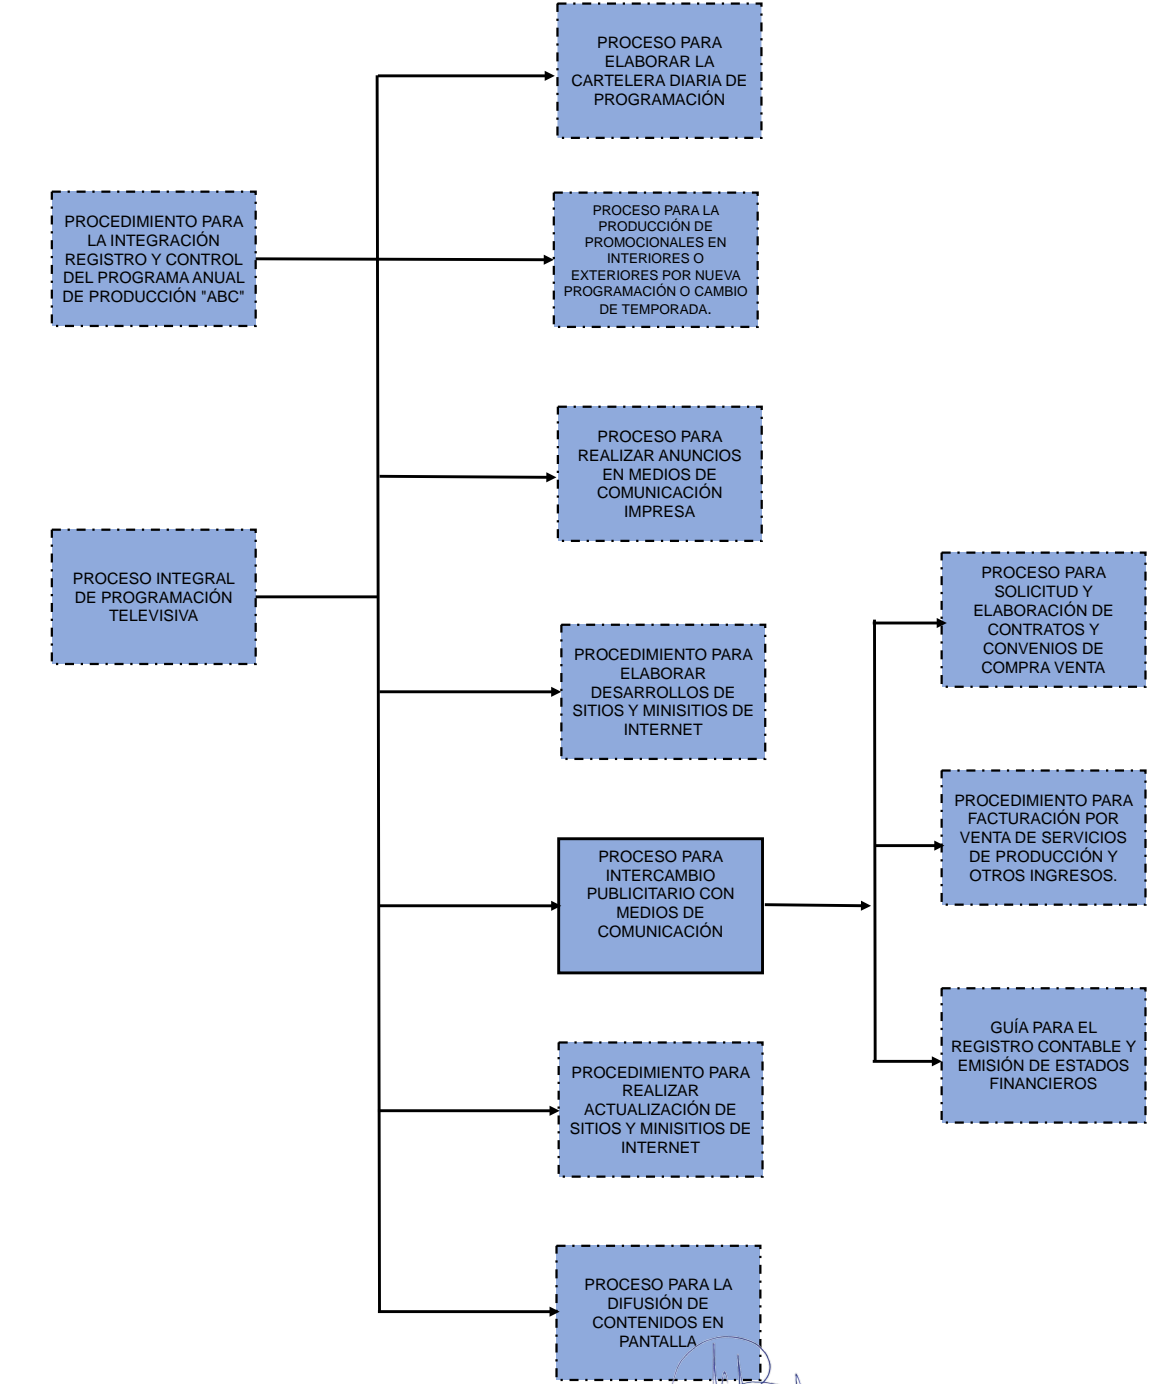 PROCESO PARA
ELABORAR LA
CARTELERA DIARIA DE
PROGRAMACIÓN
PROCEDIMIENTO PARA
LA INTEGRACIÓN
REGISTRO Y CONTROL
DEL PROGRAMA ANUAL
DE PRODUCCIÓN "ABC"
PROCESO PARA LA
PRODUCCIÓN DE
PROMOCIONALES EN
INTERIORES O
EXTERIORES POR NUEVA
PROGRAMACIÓN O CAMBIO
DE TEMPORADA.
PROCESO PARA
REALIZAR ANUNCIOS
EN MEDIOS DE
COMUNICACIÓN
IMPRESA
PROCESO INTEGRAL
DE PROGRAMACIÓN
TELEVISIVA
PROCEDIMIENTO PARA
ELABORAR
DESARROLLOS DE
SITIOS Y MINISITIOS DE
INTERNET
PROCESO PARA
SOLICITUD Y
ELABORACIÓN DE
CONTRATOS Y
CONVENIOS DE
COMPRA VENTA
PROCEDIMIENTO PARA
FACTURACIÓN POR
VENTA DE SERVICIOS
DE PRODUCCIÓN Y
OTROS INGRESOS.
PROCESO PARA
INTERCAMBIO
PUBLICITARIO CON
MEDIOS DE
COMUNICACIÓN
GUÍA PARA EL
REGISTRO CONTABLE Y
EMISIÓN DE ESTADOS
FINANCIEROS
PROCEDIMIENTO PARA
REALIZAR
ACTUALIZACIÓN DE
SITIOS Y MINISITIOS DE
INTERNET
PROCESO PARA LA
DIFUSIÓN DE
CONTENIDOS EN
PANTALLA